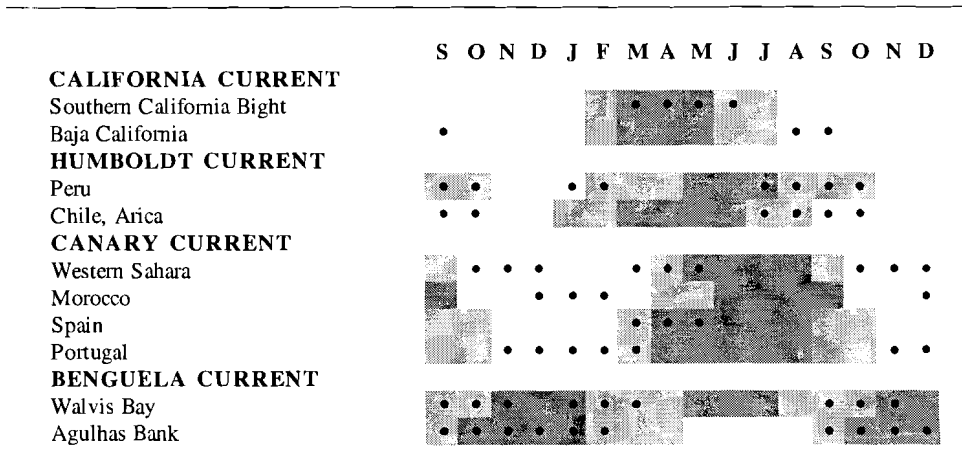 S O N D J F M A M J J A S O N D
CALIFORNIA CURRENT
Southern California Bight
Baja California
HUMBOLDT CURRENT
Peru
Chile, Arica
CANARY CURRENT
Western Sahara
Morocco
Spain
Portugal
BENGUELA CURRENT
Walvis Bay
Agulhas Bank